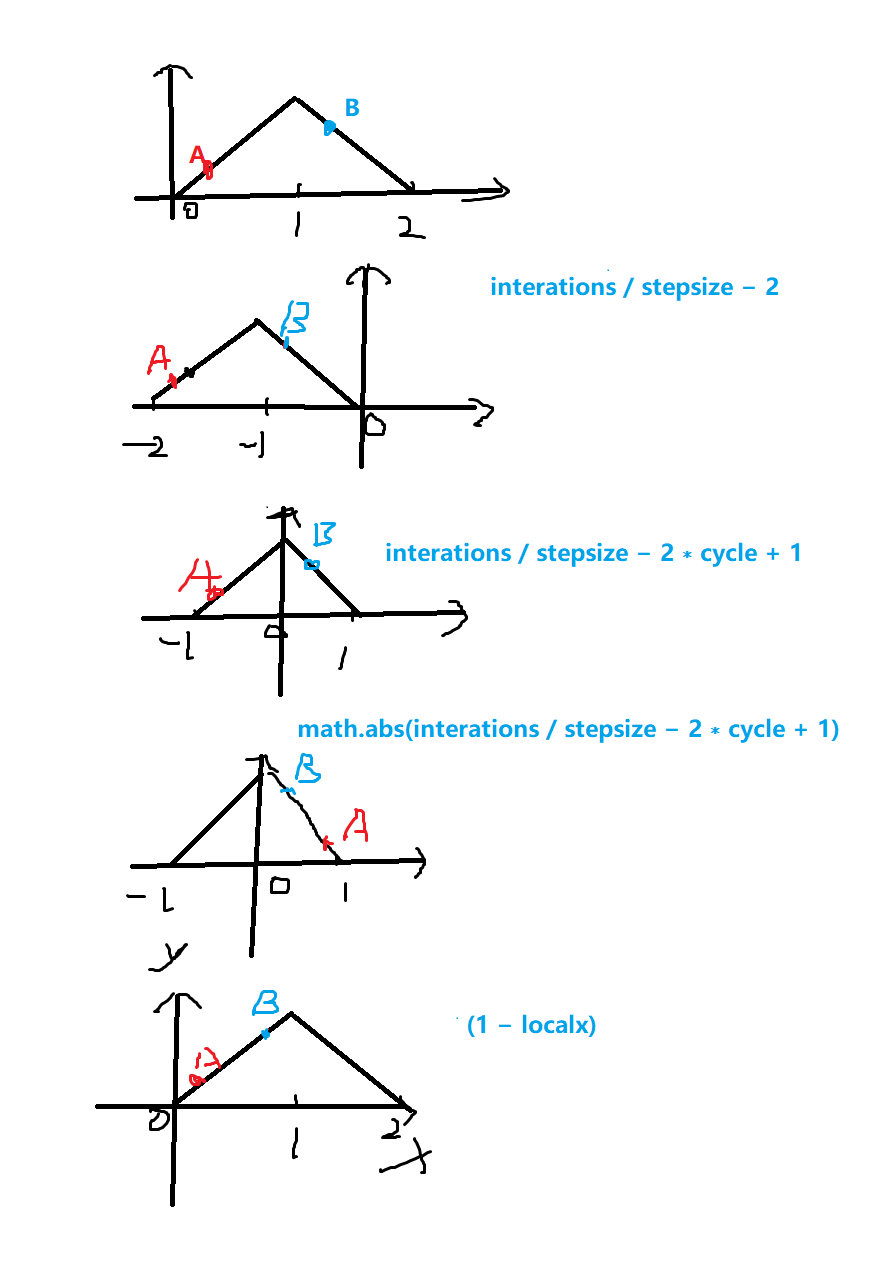 B
A
0
1
2
interations / stepsize – 2
B
A
-2
-1
0
B
interations / stepsize – 2 * cycle + 1
A
-1
0
1
math.abs(interations / stepsize – 2 * cycle + 1)
B
A
-1
0
1
y
B
(1 – localx)
A
0
1
2
x